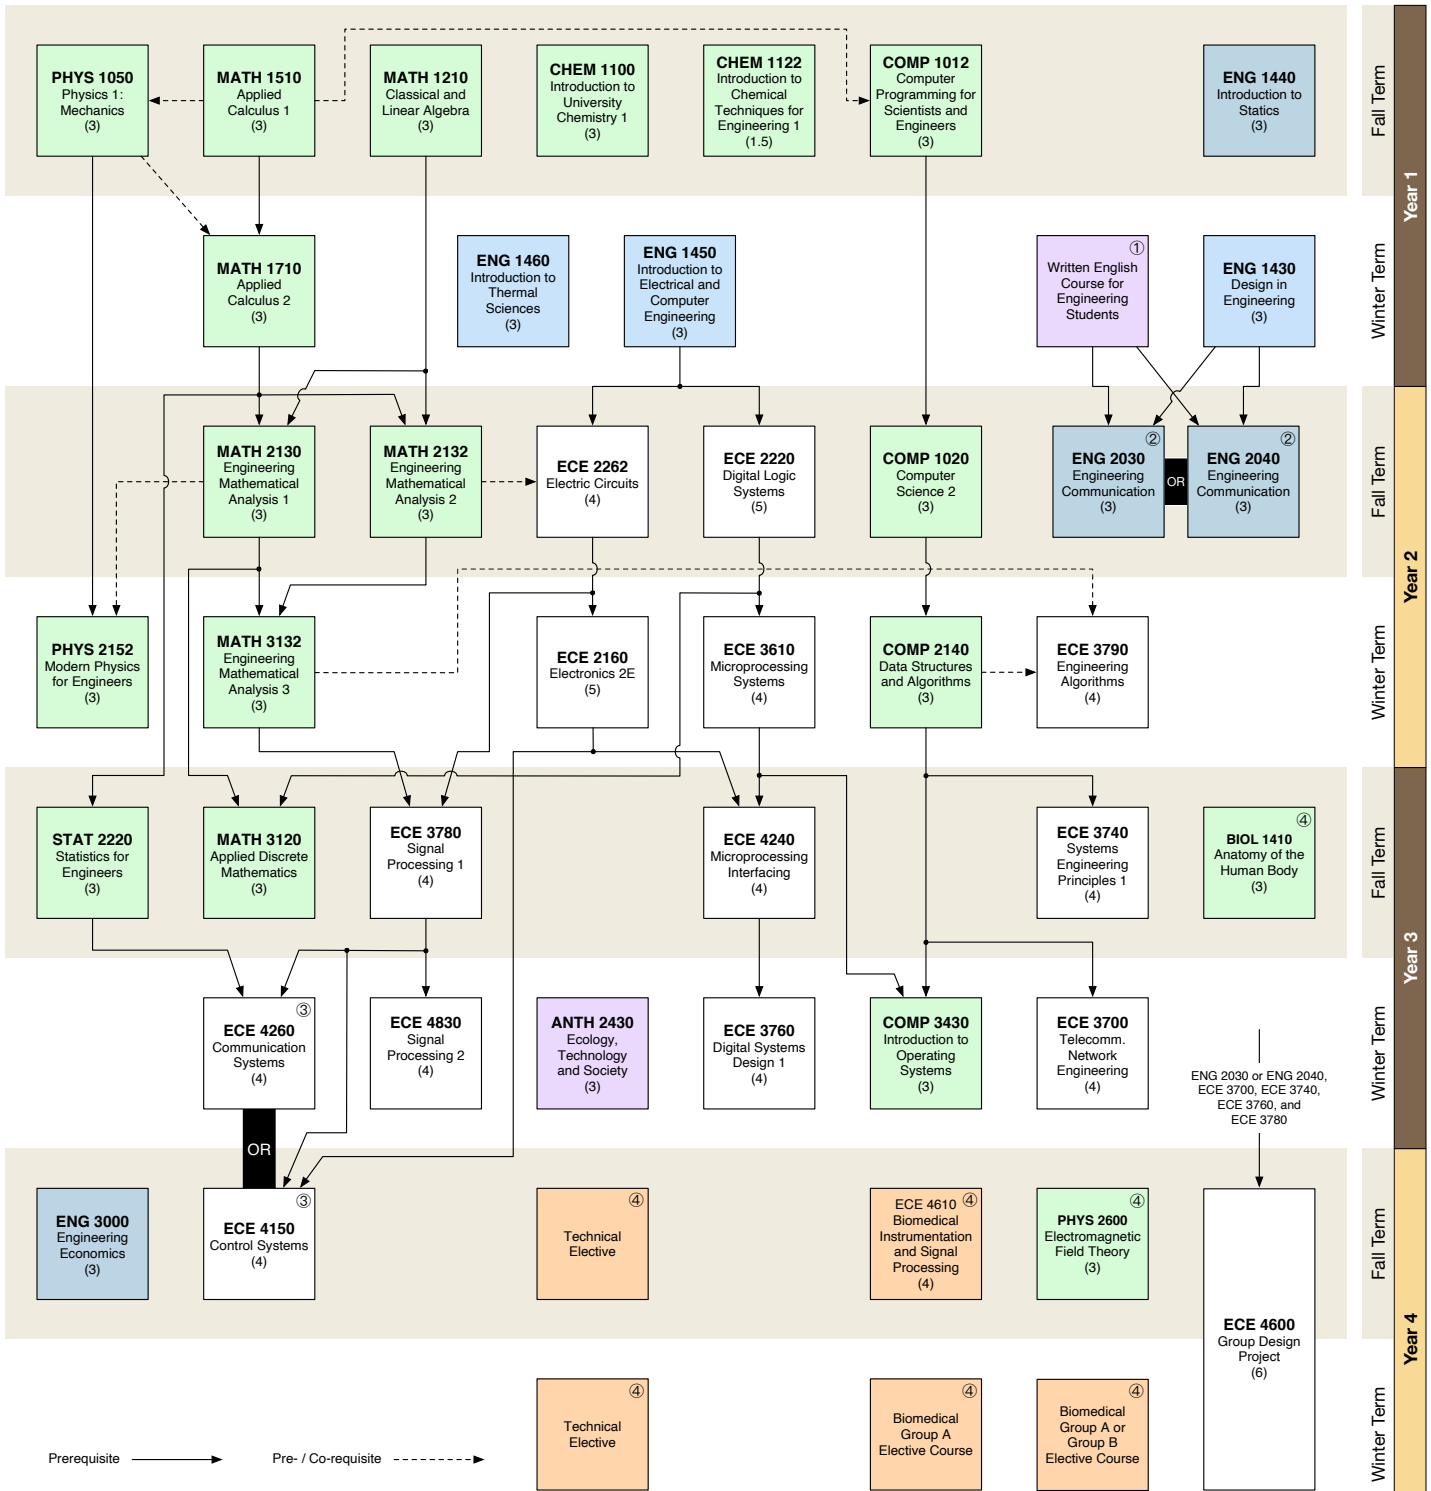 PHYS 1050
Physics 1:
Mechanics
(3)
MATH 1510
Applied
Calculus 1
(3)
MATH 1210
Classical and
Linear Algebra
(3)
CHEM 1100
Introduction to
University
Chemistry 1
(3)
CHEM 1122
Introduction to
Chemical
Techniques for
Engineering 1
(1.5)
COMP 1012
Computer
Programming for
Scientists and
Engineers
(3)
ENG 1440
Introduction to
Statics
(3)
Fall Term
Year 1
MATH 1710
Applied
Calculus 2
(3)
ENG 1460
Introduction to
Thermal
Sciences
(3)
ENG 1450
Introduction to
Electrical and
Computer
Engineering
(3)
①
Written English
Course for
Engineering
Students
ENG 1430
Design in
Engineering
(3)
Winter Term
MATH 2130
Engineering
Mathematical
Analysis 1
(3)
MATH 2132
Engineering
Mathematical
Analysis 2
(3)
ECE 2262
Electric Circuits
(4)
ECE 2220
Digital Logic
Systems
(5)
COMP 1020
Computer
Science 2
(3)
②
ENG 2030
Engineering
Communication
(3)
OR
②
ENG 2040
Engineering
Communication
(3)
Fall Term
Year 2
PHYS 2152
Modern Physics
for Engineers
(3)
MATH 3132
Engineering
Mathematical
Analysis 3
(3)
ECE 2160
Electronics 2E
(5)
ECE 3610
Microprocessing
Systems
(4)
COMP 2140
Data Structures
and Algorithms
(3)
ECE 3790
Engineering
Algorithms
(4)
Winter Term
STAT 2220
Statistics for
Engineers
(3)
MATH 3120
Applied Discrete
Mathematics
(3)
ECE 3780
Signal
Processing 1
(4)
ECE 4240
Microprocessing
Interfacing
(4)
ECE 3740
Systems
Engineering
Principles 1
(4)
④
BIOL 1410
Anatomy of the
Human Body
(3)
Fall Term
Year 3
③
ECE 4260
Communication
Systems
(4)
ECE 4830
Signal
Processing 2
(4)
ANTH 2430
Ecology,
Technology
and Society
(3)
ECE 3760
Digital Systems
Design 1
(4)
COMP 3430
Introduction to
Operating
Systems
(3)
ECE 3700
Telecomm.
Network
Engineering
(4)
ENG 2030 or ENG 2040,
ECE 3700, ECE 3740,
ECE 3760, and
ECE 3780
Winter Term
OR
ENG 3000
Engineering
Economics
(3)
③
ECE 4150
Control Systems
(4)
④
Technical
Elective
④
ECE 4610
Biomedical
Instrumentation
and Signal
Processing
(4)
④
PHYS 2600
Electromagnetic
Field Theory
(3)
ECE 4600
Group Design
Project
(6)
Fall Term
Year 4
④
Technical
Elective
④
Biomedical
Group A
Elective Course
④
Biomedical
Group A or
Group B
Elective Course
Winter Term
Prerequisite
Pre- / Co-requisite